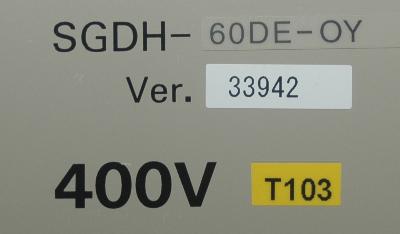 SGDH- 60DE-OY
Ver. 33942
400V T103